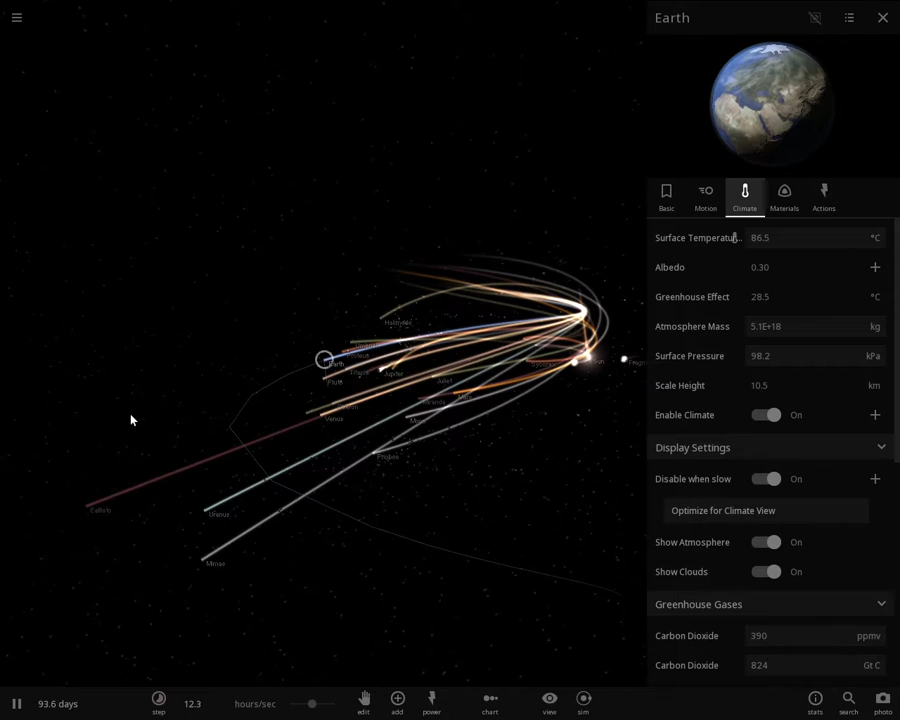 Earth
Basic
Motion
Climate
Materials
Actions
Surface Temperatu...
86.5
°C
Albedo
0.30
Greenhouse Effect
28.5
°C
Atmosphere Mass
5.1E+18
kg
Surface Pressure
98.2
kPa
Scale Height
10.5
km
Enable Climate
On
Display Settings
Disable when slow
On
Optimize for Climate View
Show Atmosphere
On
Show Clouds
On
Greenhouse Gases
Carbon Dioxide
390
ppmv
Carbon Dioxide
824
Gt C
Earth
Pluto
Jupiter
Juliet
Miranda
Venus
Phobos
Callisto
Uranus
Mimas
93.6 days
step
12.3
hours/sec
edit
add
power
chart
view
sim
stats
search
photo